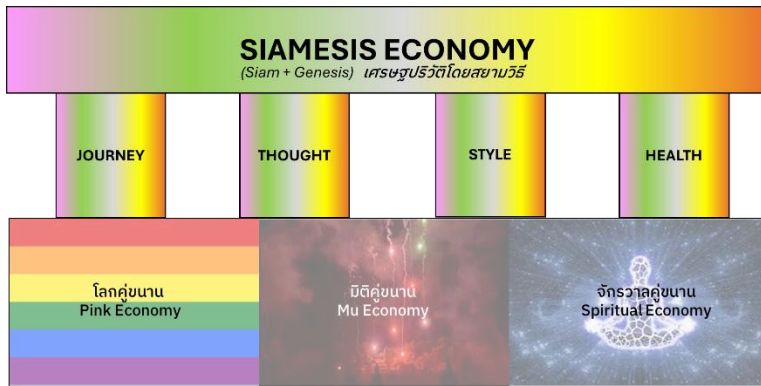 SIAMESIS ECONOMY
(Siam + Genesis) เศรษฐปริวัติโดยสยามวิธี
JOURNEY
THOUGHT
STYLE
HEALTH
โลกคู่ขนาน
Pink Economy
มิติคู่ขนาน
Mu Economy
จักรวาลคู่ขนาน
Spiritual Economy